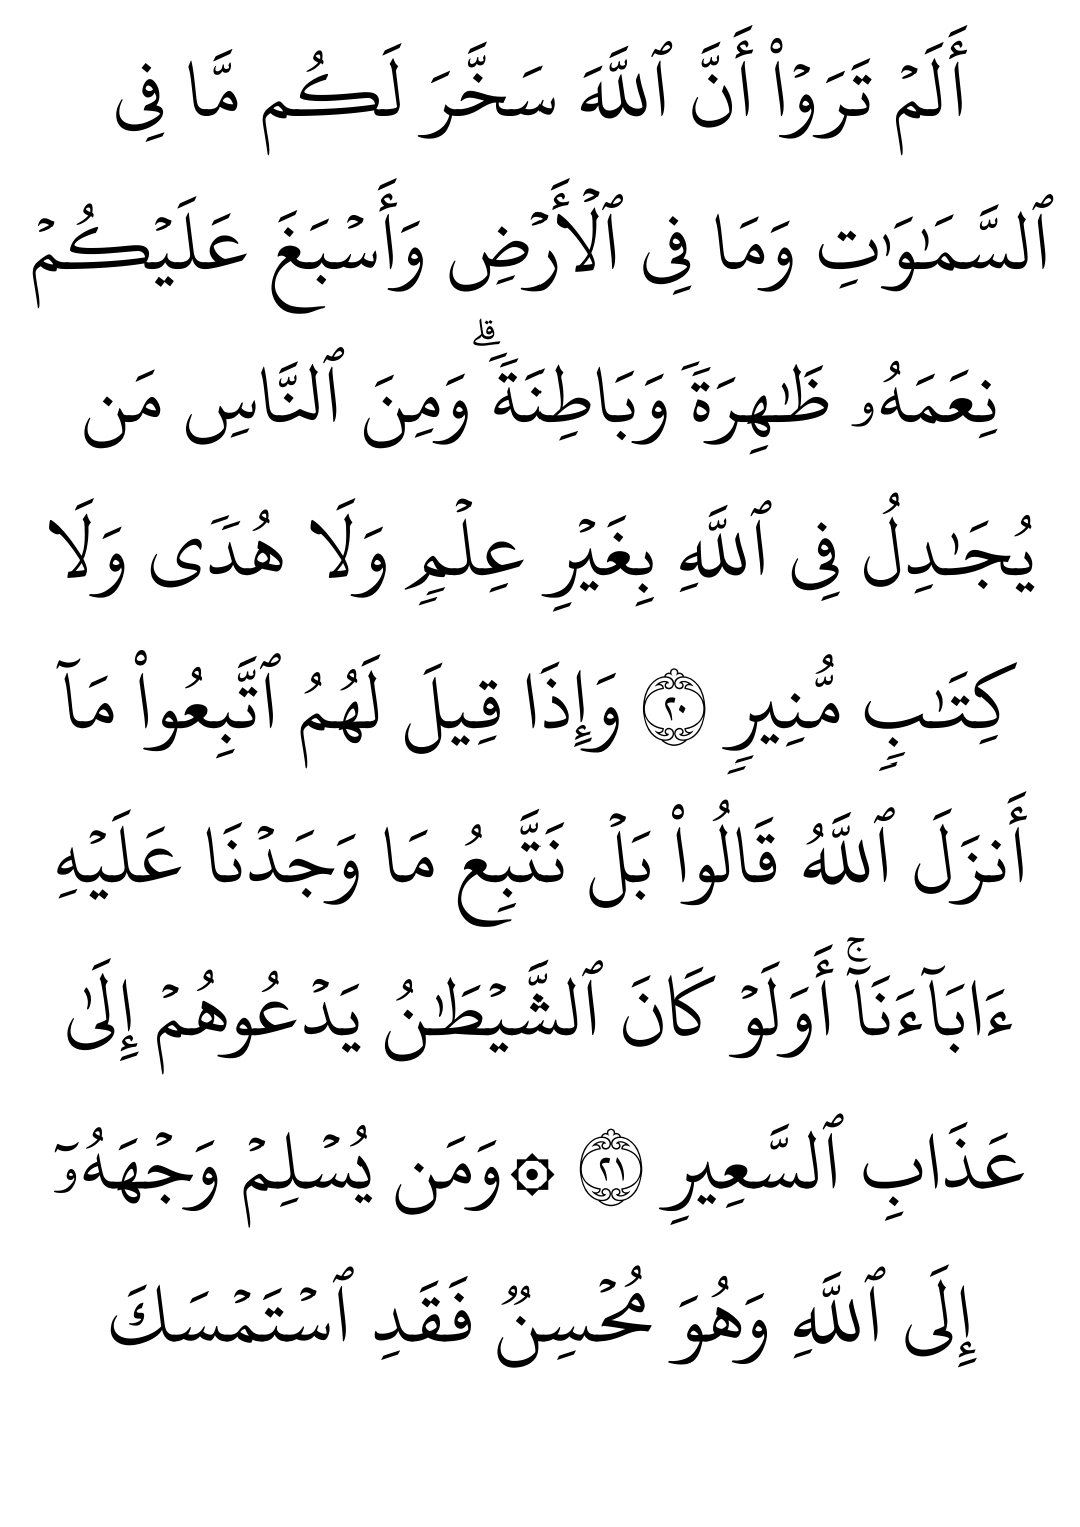 أَلَمۡ تَرَوۡاْ أَنَّ ٱللَّهَ سَخَّرَ لَكُم مَّا فِى
ٱلسَّمَـٰوَٰتِ وَمَا فِى ٱلۡأَرۡضِ وَأَسۡبَغَ عَلَيۡكُمۡ
نِعَمَهُۥ ظَـٰهِرَةً وَبَاطِنَةًۗ وَمِنَ ٱلنَّاسِ مَن
يُجَـٰدِلُ فِى ٱللَّهِ بِغَيۡرِ عِلۡمٍ وَلَا هُدًى وَلَا
كِتَـٰبٍ مُّنِيرٍ ٢٠ وَإِذَا قِيلَ لَهُمُ ٱتَّبِعُواْ مَآ
أَنزَلَ ٱللَّهُ قَالُواْ بَلۡ نَتَّبِعُ مَا وَجَدۡنَا عَلَيۡهِ
ءَابَآءَنَآۚ أَوَلَوۡ كَانَ ٱلشَّيۡطَـٰنُ يَدۡعُوهُمۡ إِلَىٰ
عَذَابِ ٱلسَّعِيرِ ٢١ ۞وَمَن يُسۡلِمۡ وَجۡهَهُۥٓ
إِلَى ٱللَّهِ وَهُوَ مُحۡسِنٌ فَقَدِ ٱسۡتَمۡسَكَ